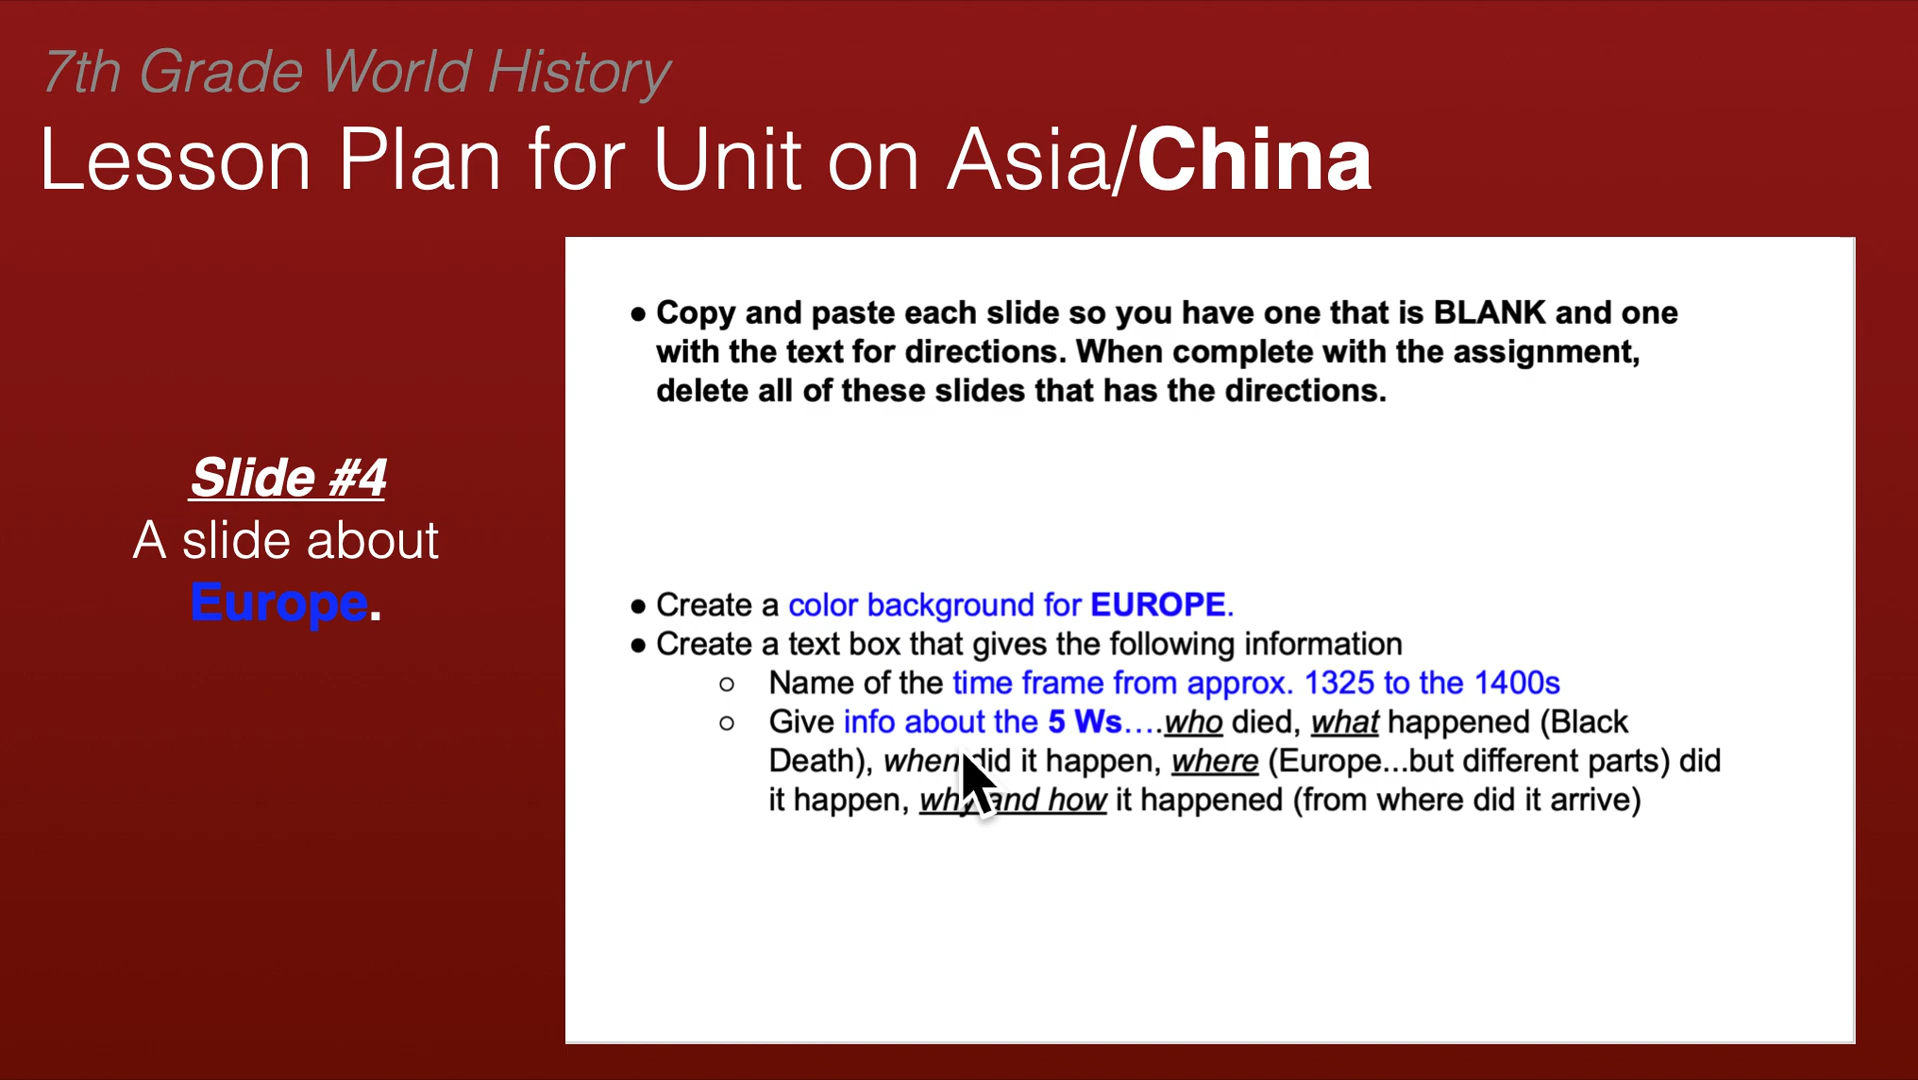 7th Grade World History
Lesson Plan for Unit on Asia/China
Slide #4
A slide about
Europe.
● Copy and paste each slide so you have one that is BLANK and one
with the text for directions. When complete with the assignment,
delete all of these slides that has the directions.
● Create a color background for EUROPE.
● Create a text box that gives the following information
○ Name of the time frame from approx. 1325 to the 1400s
○ Give info about the 5 Ws….who died, what happened (Black
Death), when did it happen, where (Europe...but different parts) did
it happen, why and how it happened (from where did it arrive)